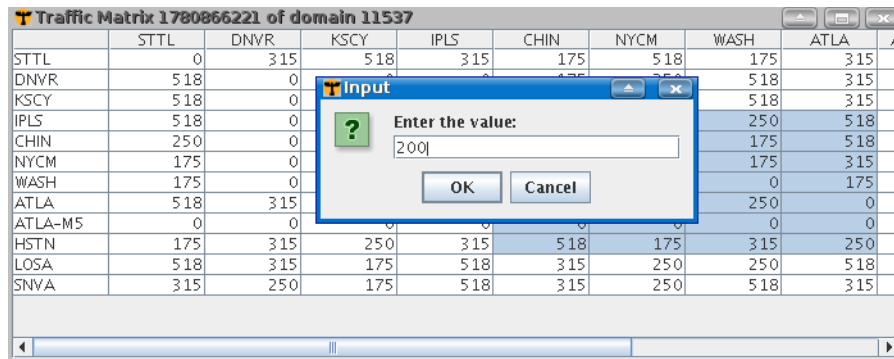 Traffic Matrix 1780866221 of domain 11537
STTL DNVR KSCY IPLS CHIN NYCM WASH ATLA
STTL 0 315 518 315 175 518 175 315
DNVR 518 0 518 315
KSCY 518 0 518 315
IPLS 518 0 250 518
CHIN 250 0 175 518
NYCM 175 0 175 315
WASH 175 0 0 175
ATLA 518 315 250 0
ATLA-M5 0 0 0 0 0 0 0 0
HSTN 175 315 250 315 518 175 315 250
LOSA 518 315 175 518 315 250 250 518
SNVA 315 250 175 518 315 250 518 315
Input
Enter the value:
200
OK Cancel